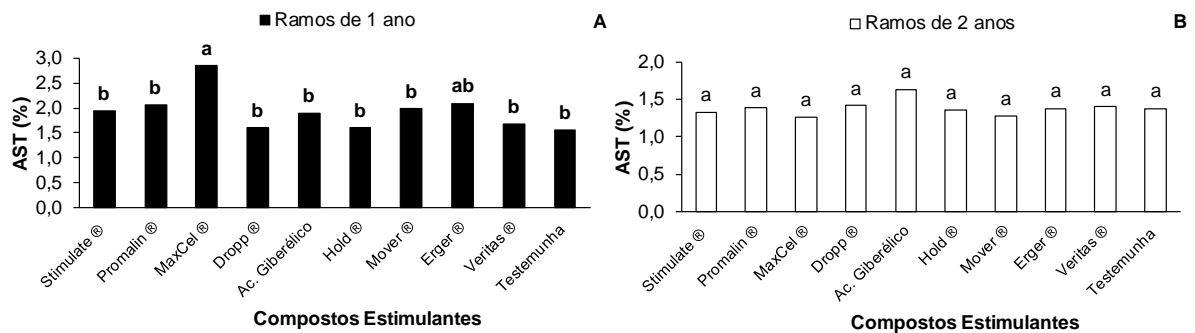 ■ Ramos de 1 ano
A
AST (%)
3,0
2,5
2,0
1,5
1,0
0,5
0,0
b
b
a
b
b
b
b
ab
b
b
Stimulate ®
Promalin ®
MaxCel ®
Dropp ®
Ac. Giberélico
Hold ®
Mover ®
Erger ®
Veritas ®
Testemunha
Compostos Estimulantes
□ Ramos de 2 anos
B
AST (%)
2,0
1,5
1,0
0,5
0,0
a
a
a
a
a
a
a
a
a
a
Stimulate ®
Promalin ®
MaxCel ®
Dropp ®
Ac. Giberélico
Hold ®
Mover ®
Erger ®
Veritas ®
Testemunha
Compostos Estimulantes